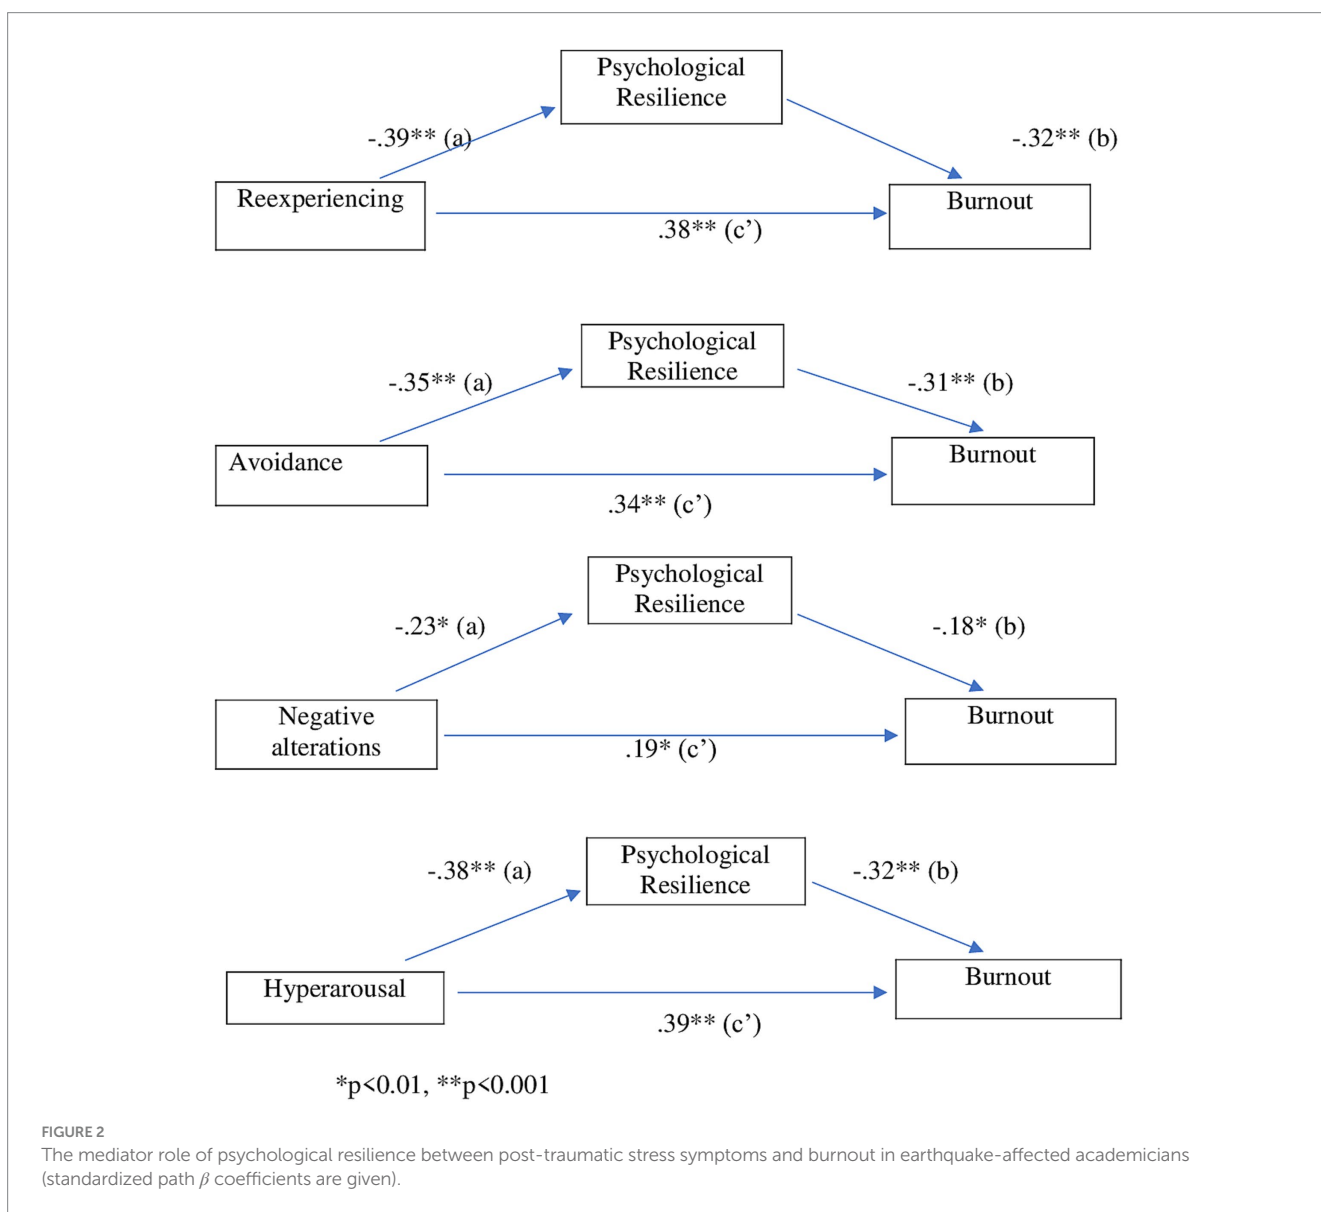 Psychological
Resilience
-.39** (a)
-.32** (b)
Reexperiencing
Burnout
.38** (c’)
Psychological
Resilience
-.35** (a)
-.31** (b)
Avoidance
Burnout
.34** (c’)
Psychological
Resilience
-.23* (a)
-.18* (b)
Negative
alterations
Burnout
.19* (c’)
Psychological
Resilience
-.38** (a)
-.32** (b)
Hyperarousal
Burnout
.39** (c’)
*p<0.01, **p<0.001
FIGURE 2
The mediator role of psychological resilience between post-traumatic stress symptoms and burnout in earthquake-affected academicians
(standardized path β coefficients are given).